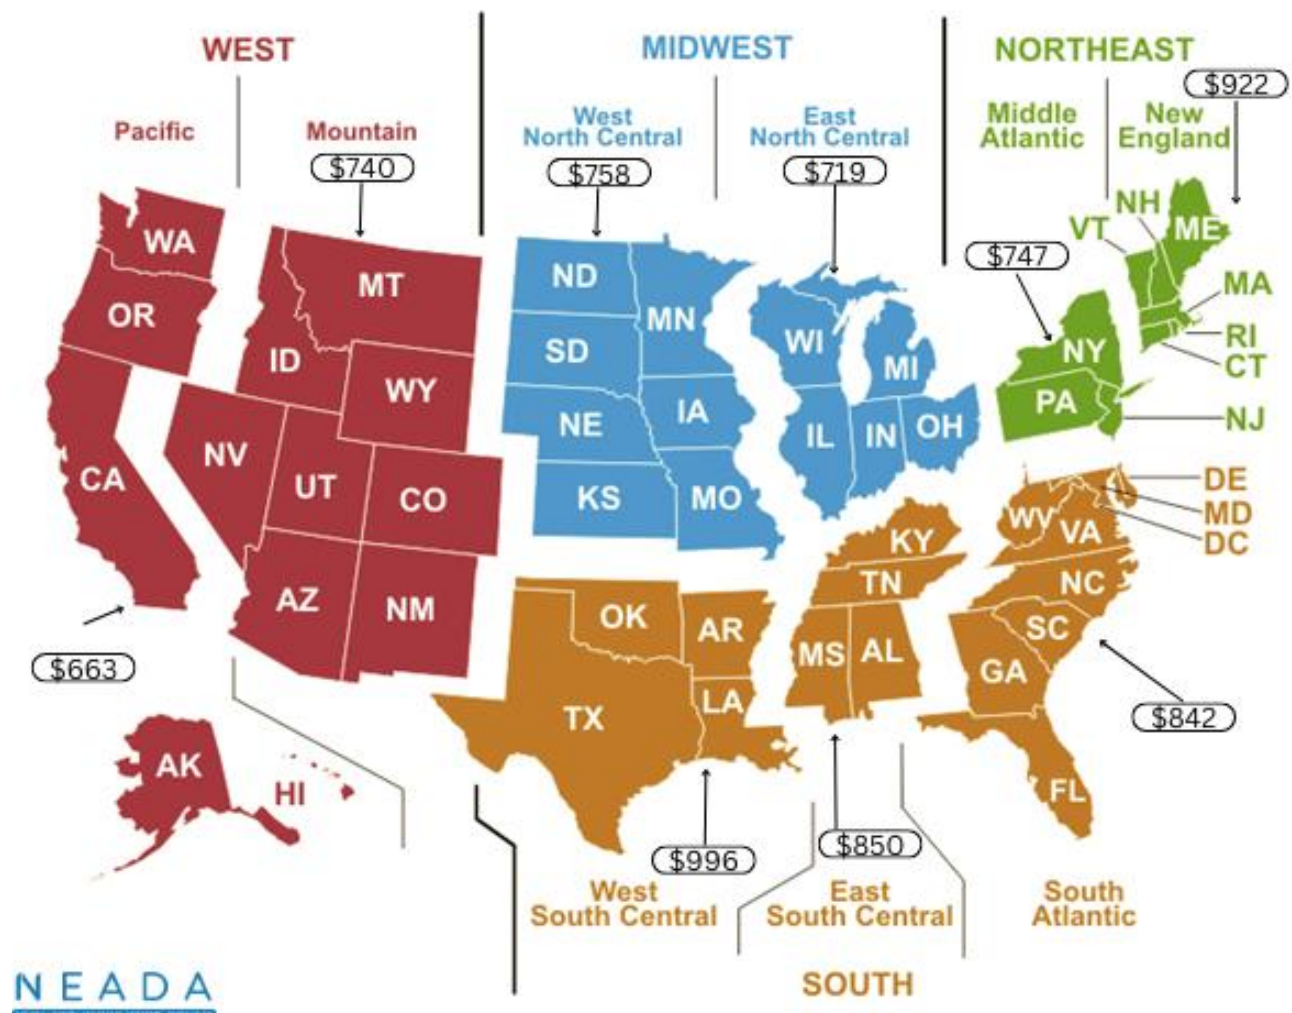 WEST
MIDWEST
NORTHEAST
$922
Pacific
Mountain
West
North Central
East
North Central
Middle
Atlantic
New
England
$740
$758
$719
$747
WA
OR
CA
MT
ID
WY
NV
UT
CO
AZ
NM
AK
HI
$663
ND
SD
NE
KS
MN
IA
MO
WI
MI
IL
IN
OH
NH
VT
ME
MA
RI
CT
NY
PA
NJ
DE
MD
DC
WV
VA
KY
TN
NC
SC
GA
FL
OK
AR
TX
LA
MS
AL
$842
$996
$850
West
South Central
East
South Central
South
Atlantic
SOUTH
NEADA